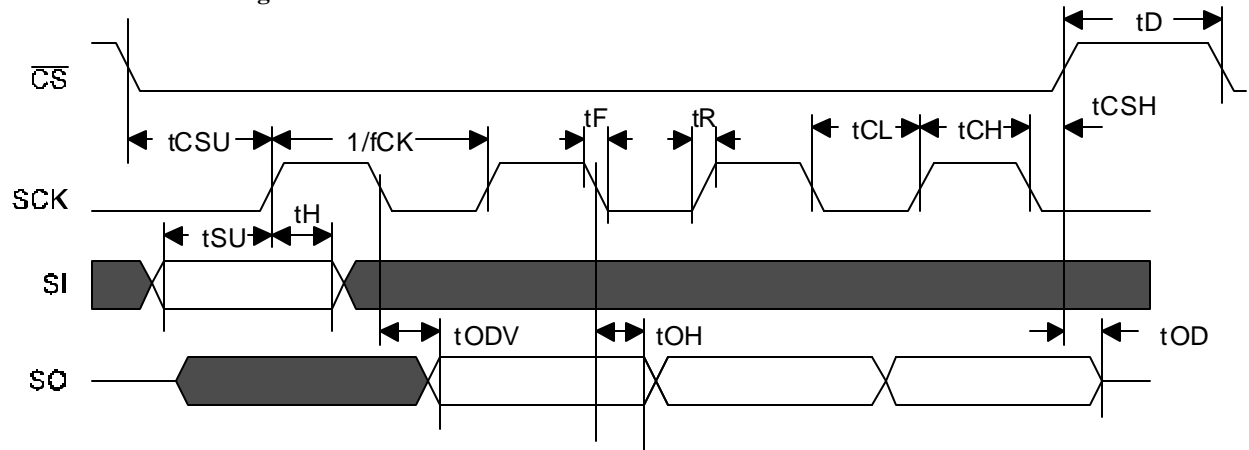 tD
CS
tCSH
tF
tR
tCL
tCH
tCSU
1/fCK
SCK
tH
tSU
SI
tODV
tOH
tOD
SO